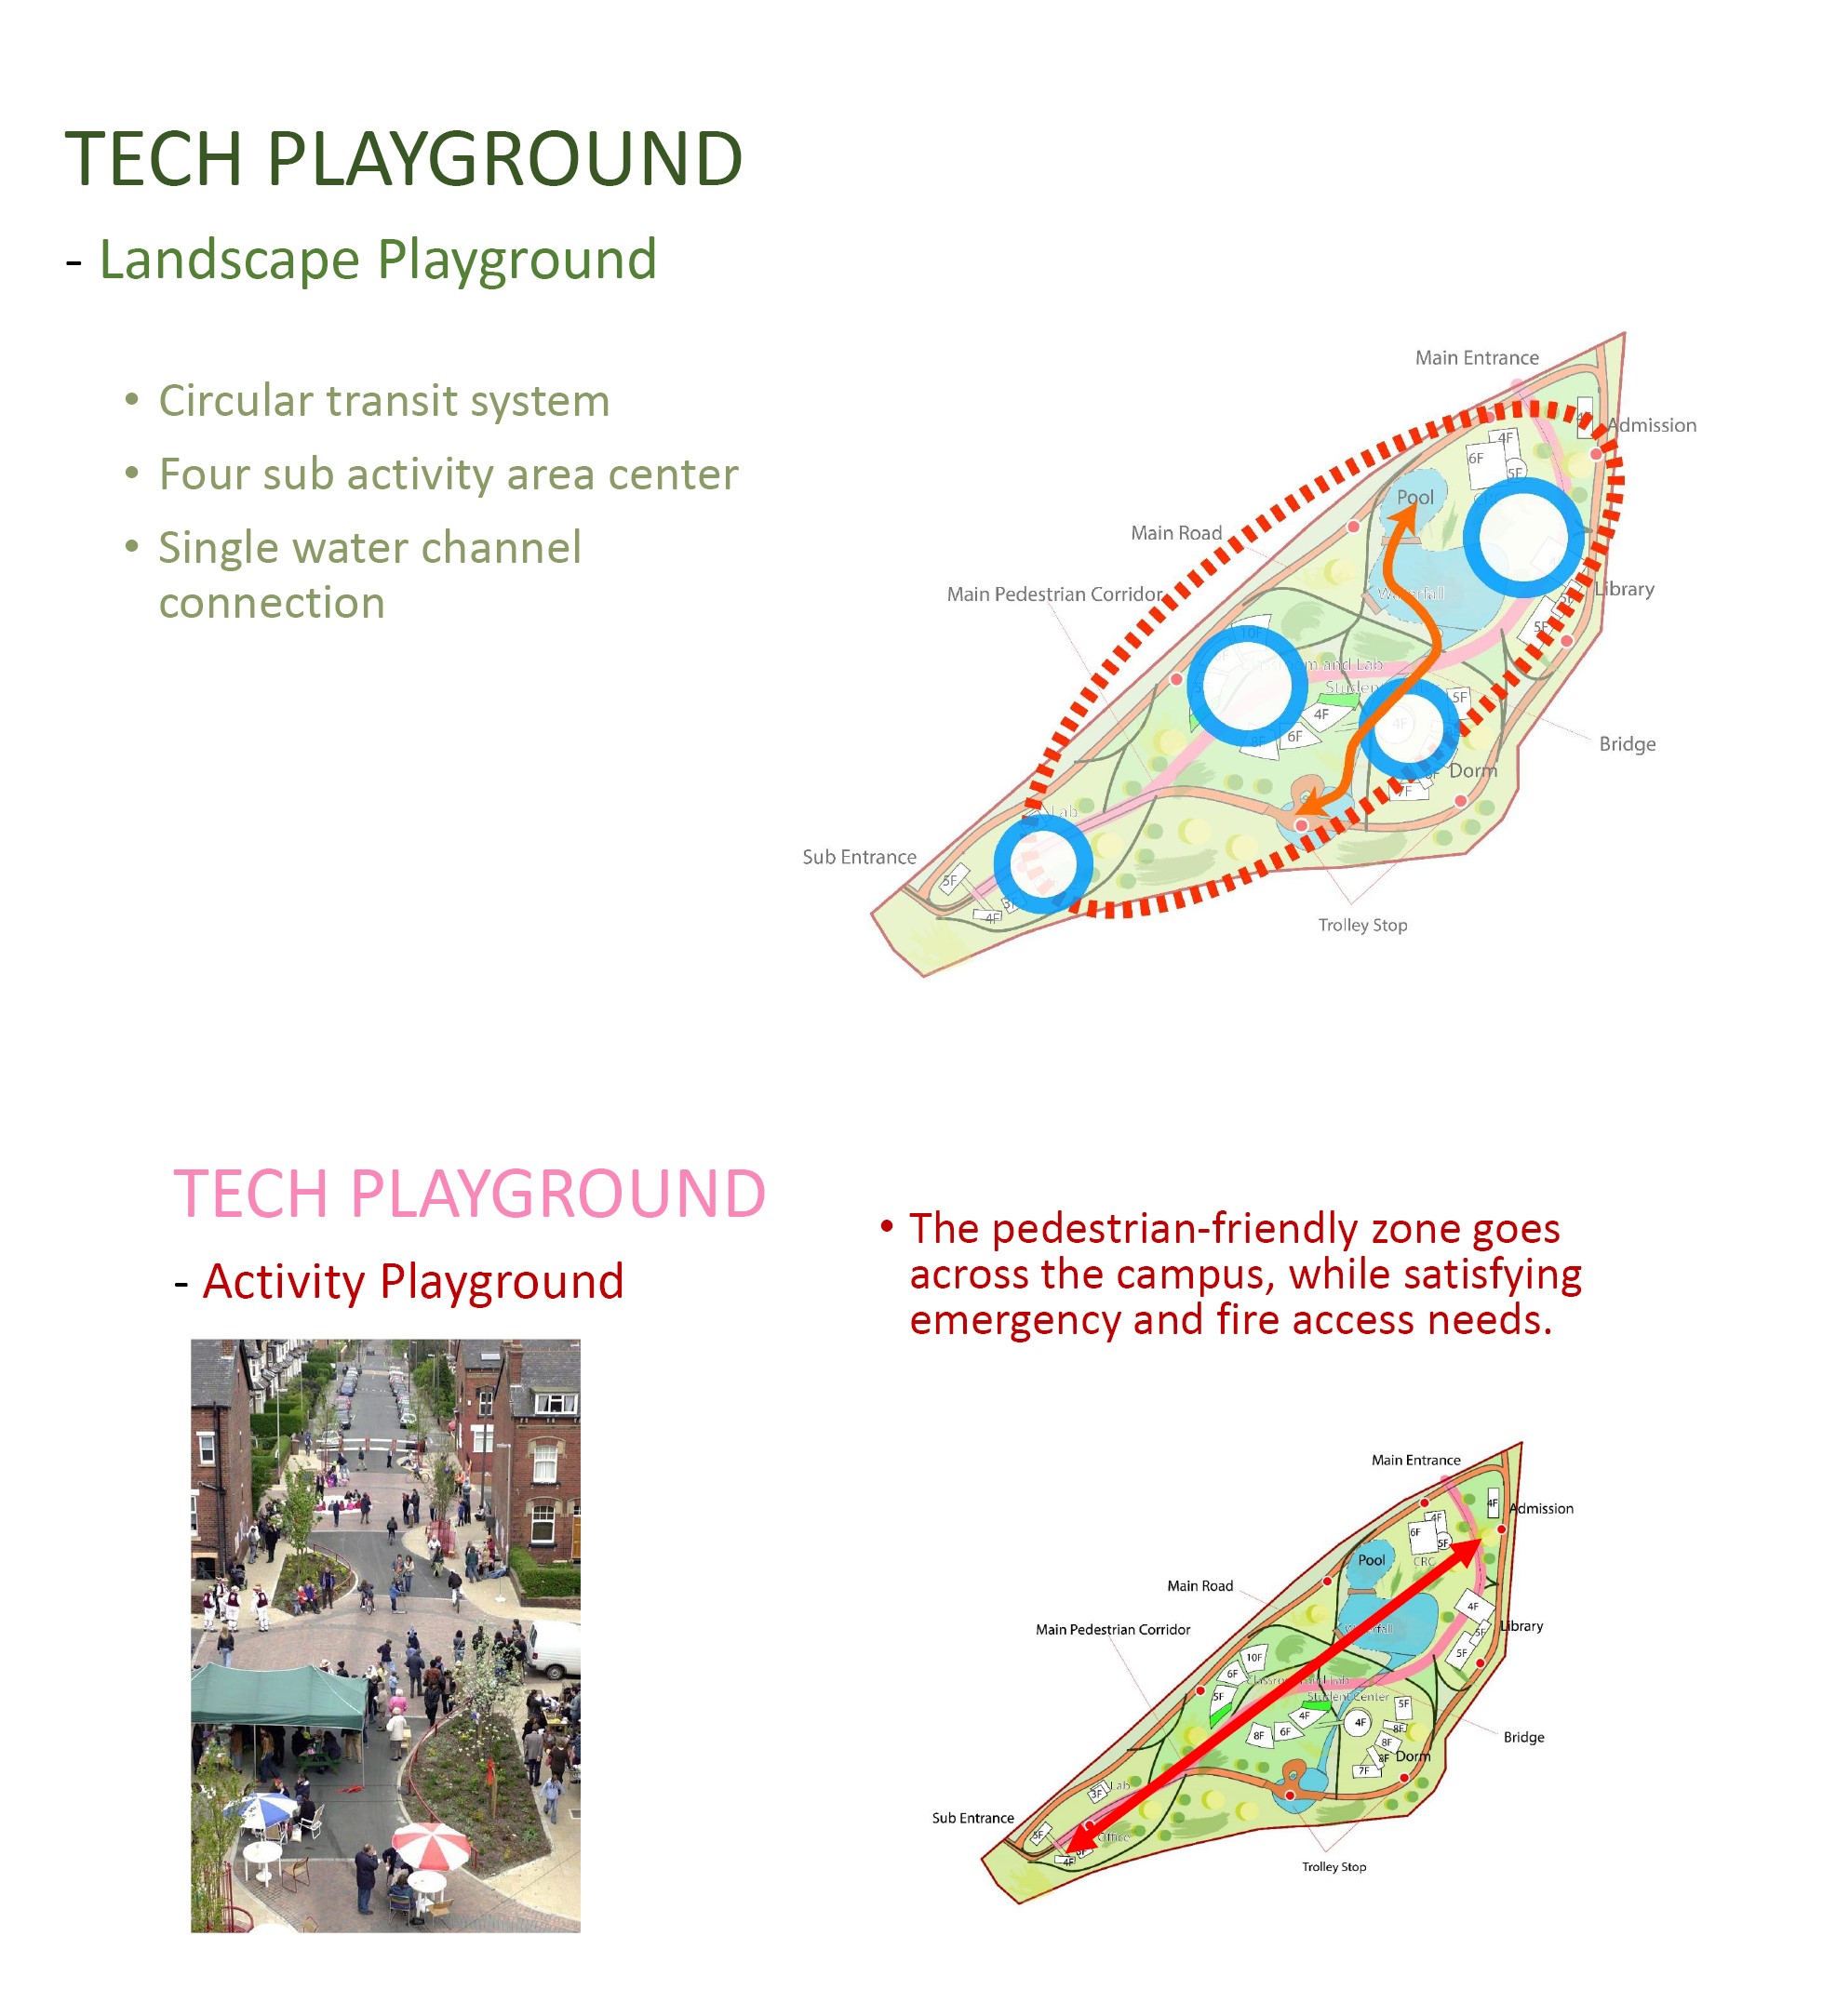 TECH PLAYGROUND
- Landscape Playground
• Circular transit system
• Four sub activity area center
• Single water channel
connection
Main Entrance
Admission
4F
6F
5F
Pool
Main Road
Main Pedestrian Corridor
Library
5F
10F
and Lab
5F
4F
4F
8F
6F
Bridge
Dorm
7F
Lab
Sub Entrance
5F
4F
Trolley Stop
TECH PLAYGROUND
- Activity Playground
• The pedestrian-friendly zone goes
across the campus, while satisfying
emergency and fire access needs.
Main Entrance
4F
Admission
4F
6F
5F
CRC
Pool
Main Road
4F
Main Pedestrian Corridor
Library
5F
5F
10F
6F
5F
Student Center
5F
4F
4F
8F
6F
8F
8F
8F
Dorm
7F
Bridge
Lab
3F
Sub Entrance
5F
Office
4F
Trolley Stop